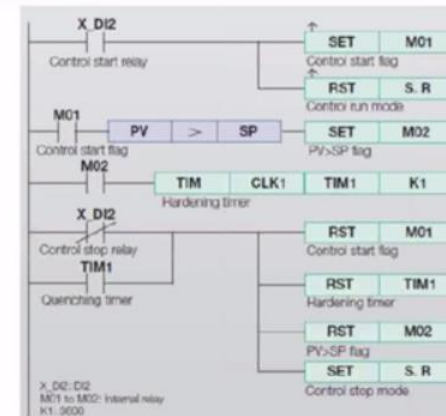 X_DI2
SET M01
Control start relay
Control start flag
RST S. R
Control run mode
M01
PV > SP
SET M02
Control start flag
PV>SP flag
M02
TIM CLK1 TIM1 K1
Hardening timer
X_DI2
RST M01
Control stop relay
Control start flag
TIM1
RST TIM1
Quenching timer
Hardening timer
RST M02
PV>SP flag
SET S. R
Control stop mode
X_DI2: DI2
M01 to M02: Internal relay
K1: 3000